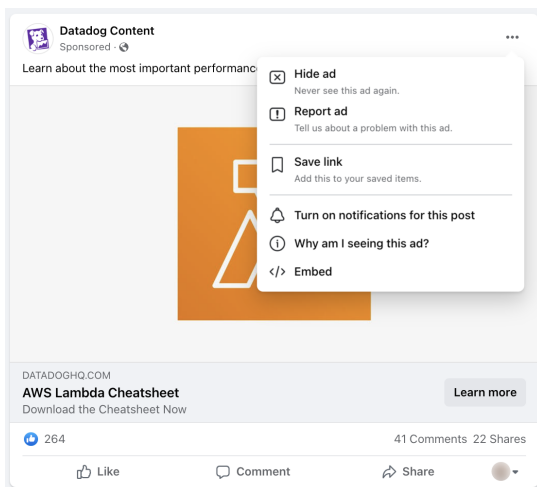 Datadog Content
Sponsored ·
Learn about the most important performanc
Hide ad
Never see this ad again.
Report ad
Tell us about a problem with this ad.
Save link
Add this to your saved items.
Turn on notifications for this post
Why am I seeing this ad?
Embed
DATADOGHQ.COM
AWS Lambda Cheatsheet
Download the Cheatsheet Now
Learn more
264
41 Comments 22 Shares
Like
Comment
Share